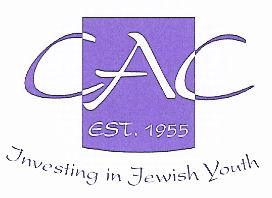 CAC
EST. 1955
Investing in Jewish Youth